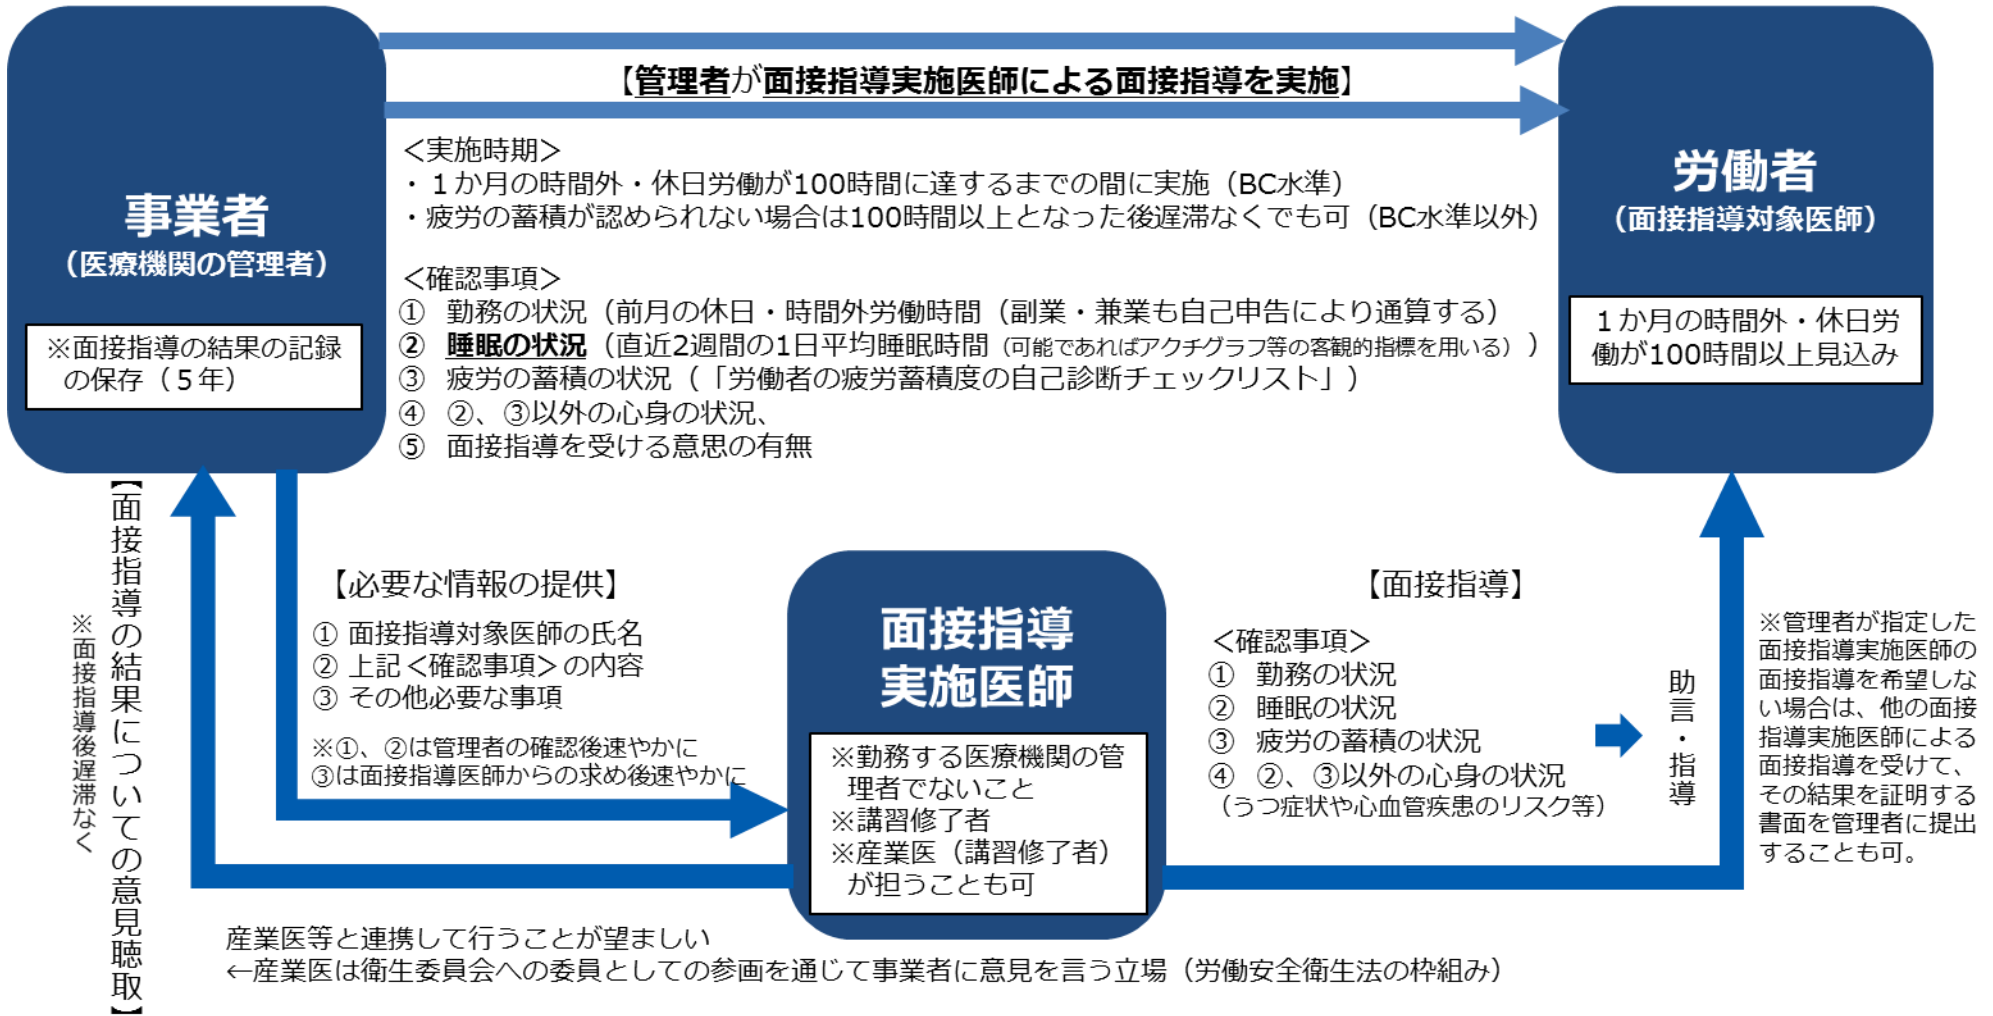 事業者
（医療機関の管理者）
※面接指導の結果の記録
の保存（５年）
【管理者が面接指導実施医師による面接指導を実施】
＜実施時期＞
・１か月の時間外・休日労働が100時間に達するまでの間に実施（BC水準）
・疲労の蓄積が認められない場合は100時間以上となった後遅滞なくでも可（BC水準以外）
＜確認事項＞
① 勤務の状況（前月の休日・時間外労働時間（副業・兼業も自己申告により通算する）
② 睡眠の状況（直近2週間の1日平均睡眠時間（可能であればアクチグラフ等の客観的指標を用いる））
③ 疲労の蓄積の状況（「労働者の疲労蓄積度の自己診断チェックリスト」）
④ ②、③以外の心身の状況、
⑤ 面接指導を受ける意思の有無
労働者
（面接指導対象医師）
１か月の時間外・休日労
働が100時間以上見込み
【面接指導の結果についての意見聴取】
※面接指導後遅滞なく
【必要な情報の提供】
① 面接指導対象医師の氏名
② 上記＜確認事項＞の内容
③ その他必要な事項
※①、②は管理者の確認後速やかに
③は面接指導医師からの求め後速やかに
面接指導
実施医師
※勤務する医療機関の管
理者でないこと
※講習修了者
※産業医（講習修了者）
が担うことも可
【面接指導】
＜確認事項＞
① 勤務の状況
② 睡眠の状況
③ 疲労の蓄積の状況
④ ②、③以外の心身の状況
（うつ症状や心血管疾患のリスク等）
助言・指導
※管理者が指定した
面接指導実施医師の
面接指導を希望しな
い場合は、他の面接
指導実施医師による
面接指導を受けて、
その結果を証明する
書面を管理者に提出
することも可。
産業医等と連携して行うことが望ましい
←産業医は衛生委員会への委員としての参画を通じて事業者に意見を言う立場（労働安全衛生法の枠組み）